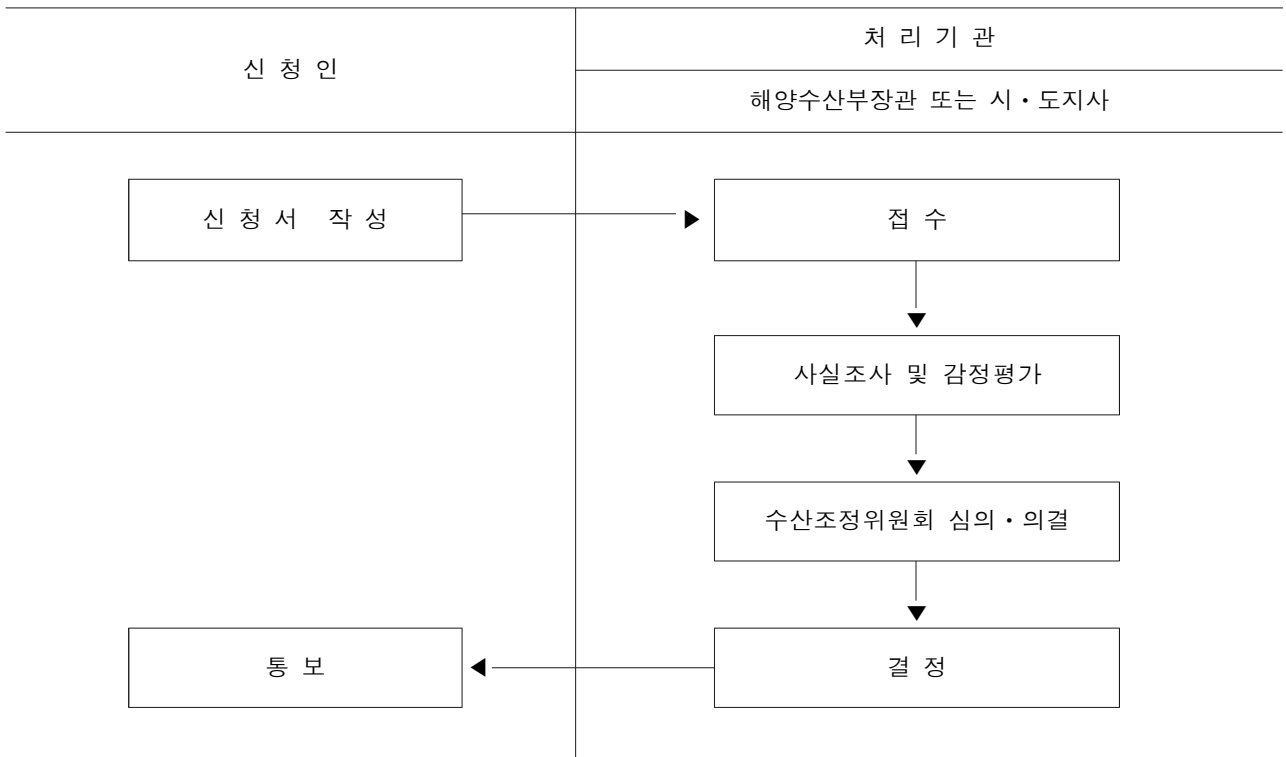 신 청 인
처 리 기 관
해양수산부장관 또는 시・도지사
신 청 서 작 성
접 수
사실조사 및 감정평가
수산조정위원회 심의・의결
통 보
결 정